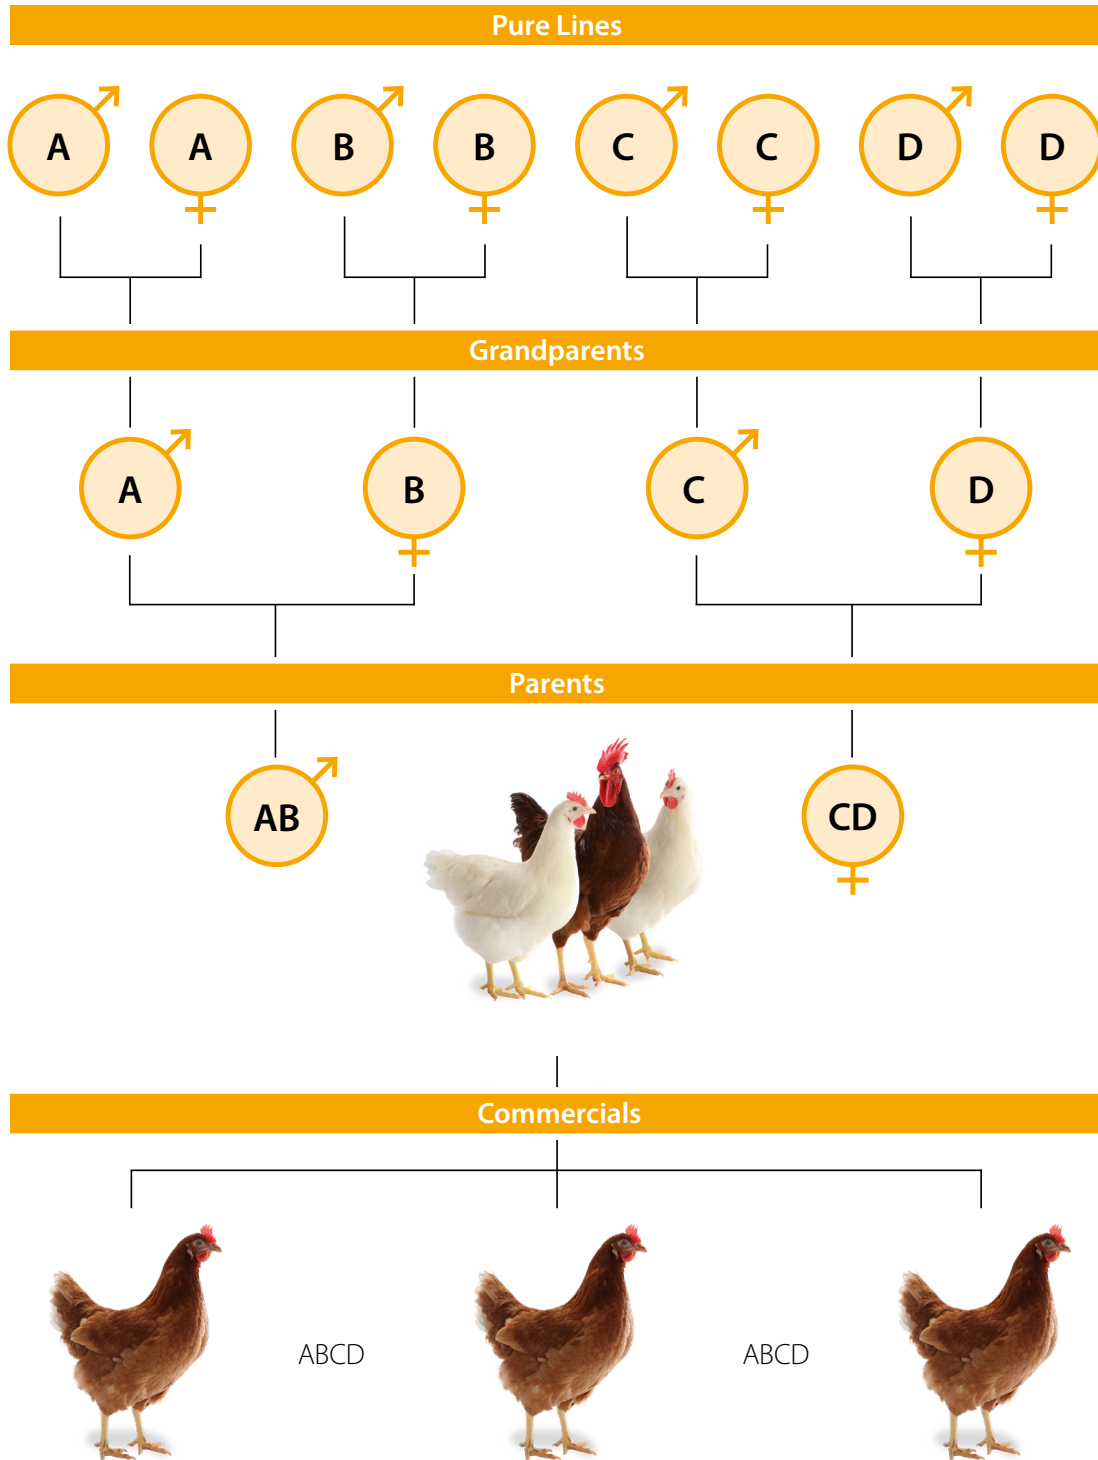 Pure Lines
A A B B C C D D
Grandparents
A B C D
Parents
AB CD
Commercials
ABCD ABCD